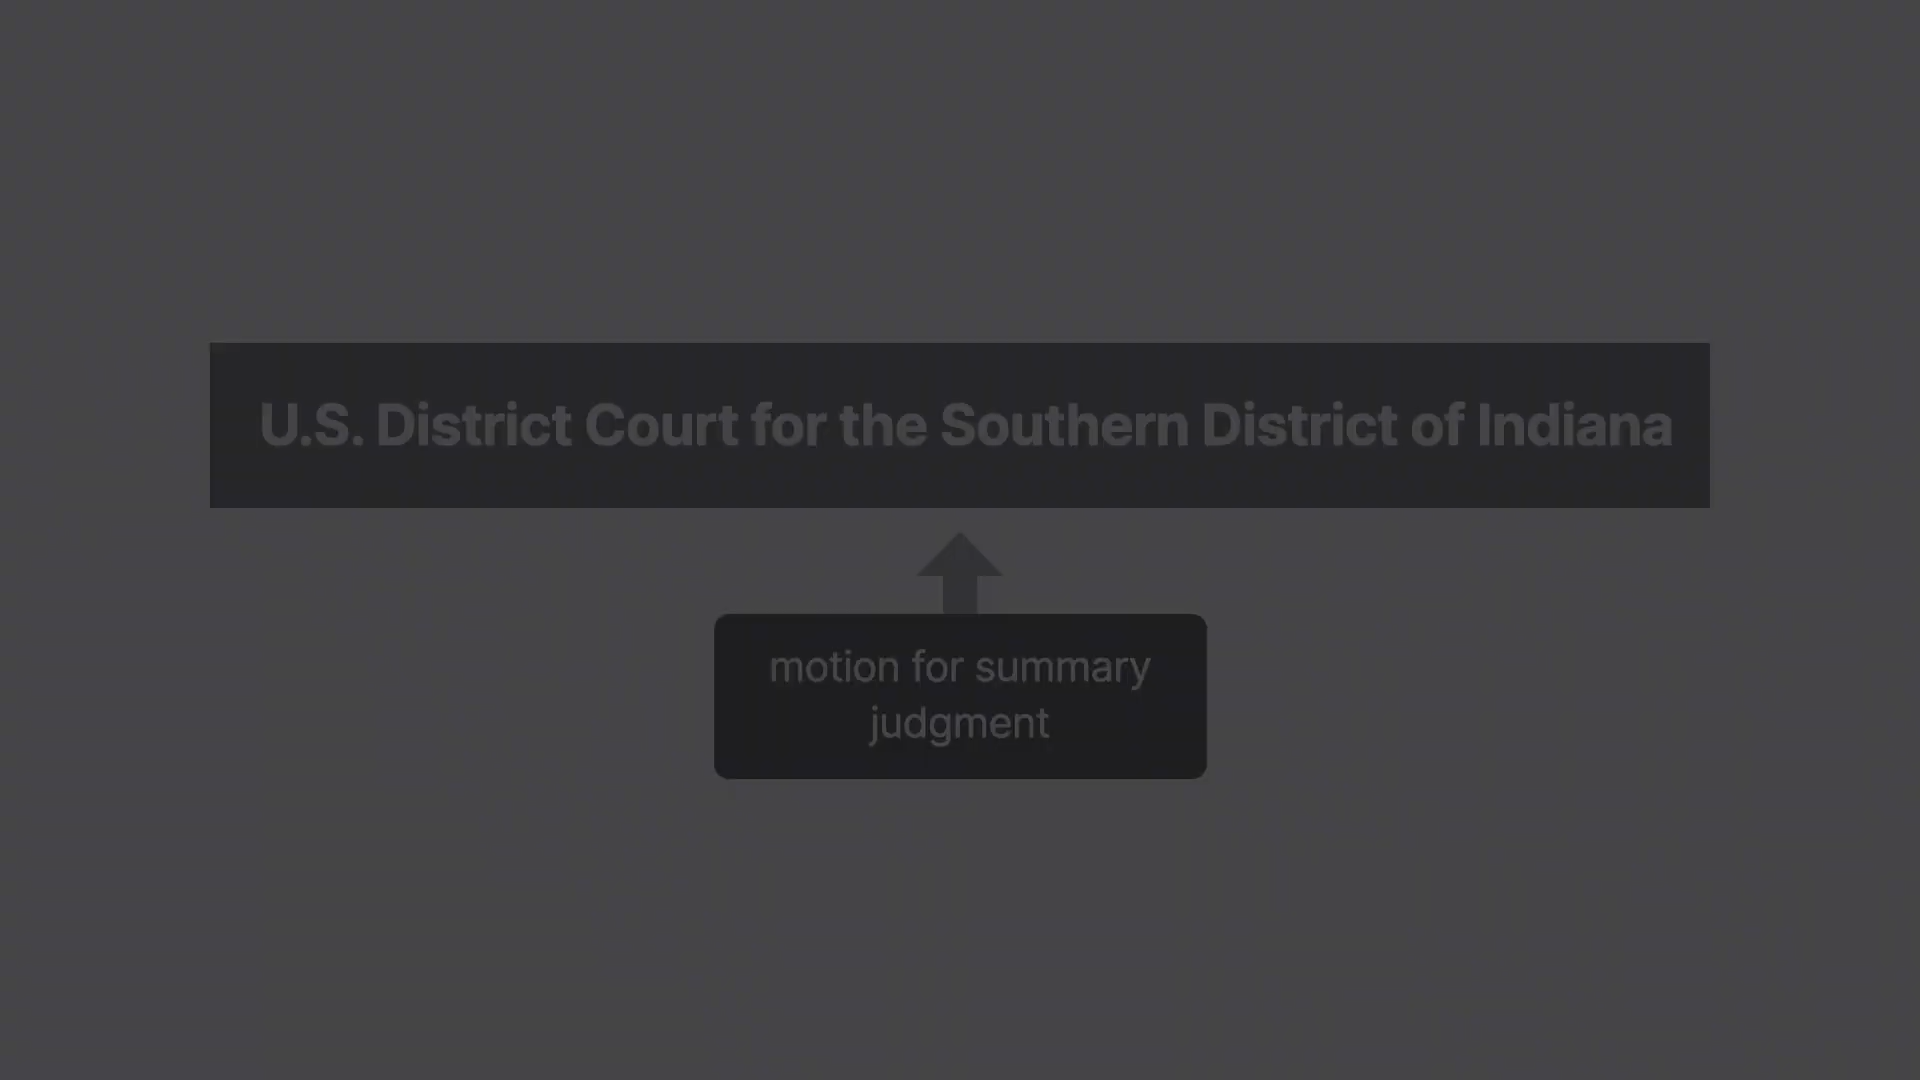 U.S. District Court for the Southern District of Indiana
motion for summary
judgment